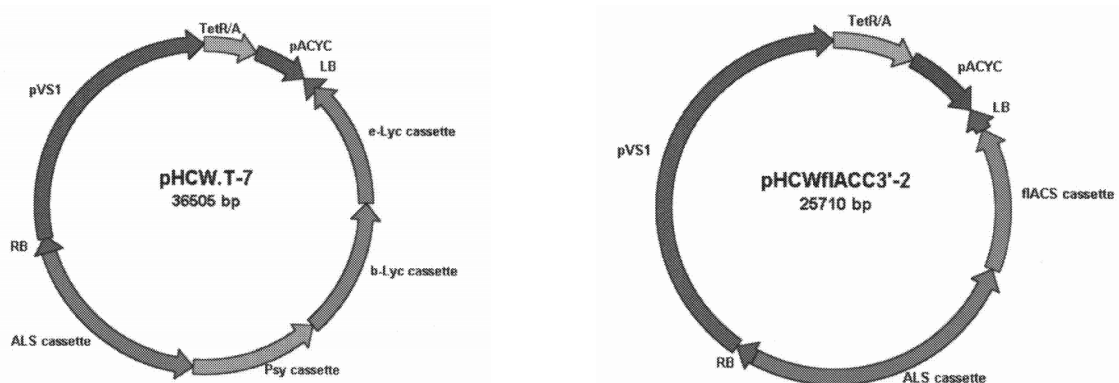 TetR/A
pACYC
LB
pVS1
e-Lyc cassette
pHCW.T-7
36505 bp
RB
b-Lyc cassette
ALS cassette
Psy cassette
TetR/A
pACYC
LB
pVS1
pHCWflACC3'-2
25710 bp
flACS cassette
RB
ALS cassette